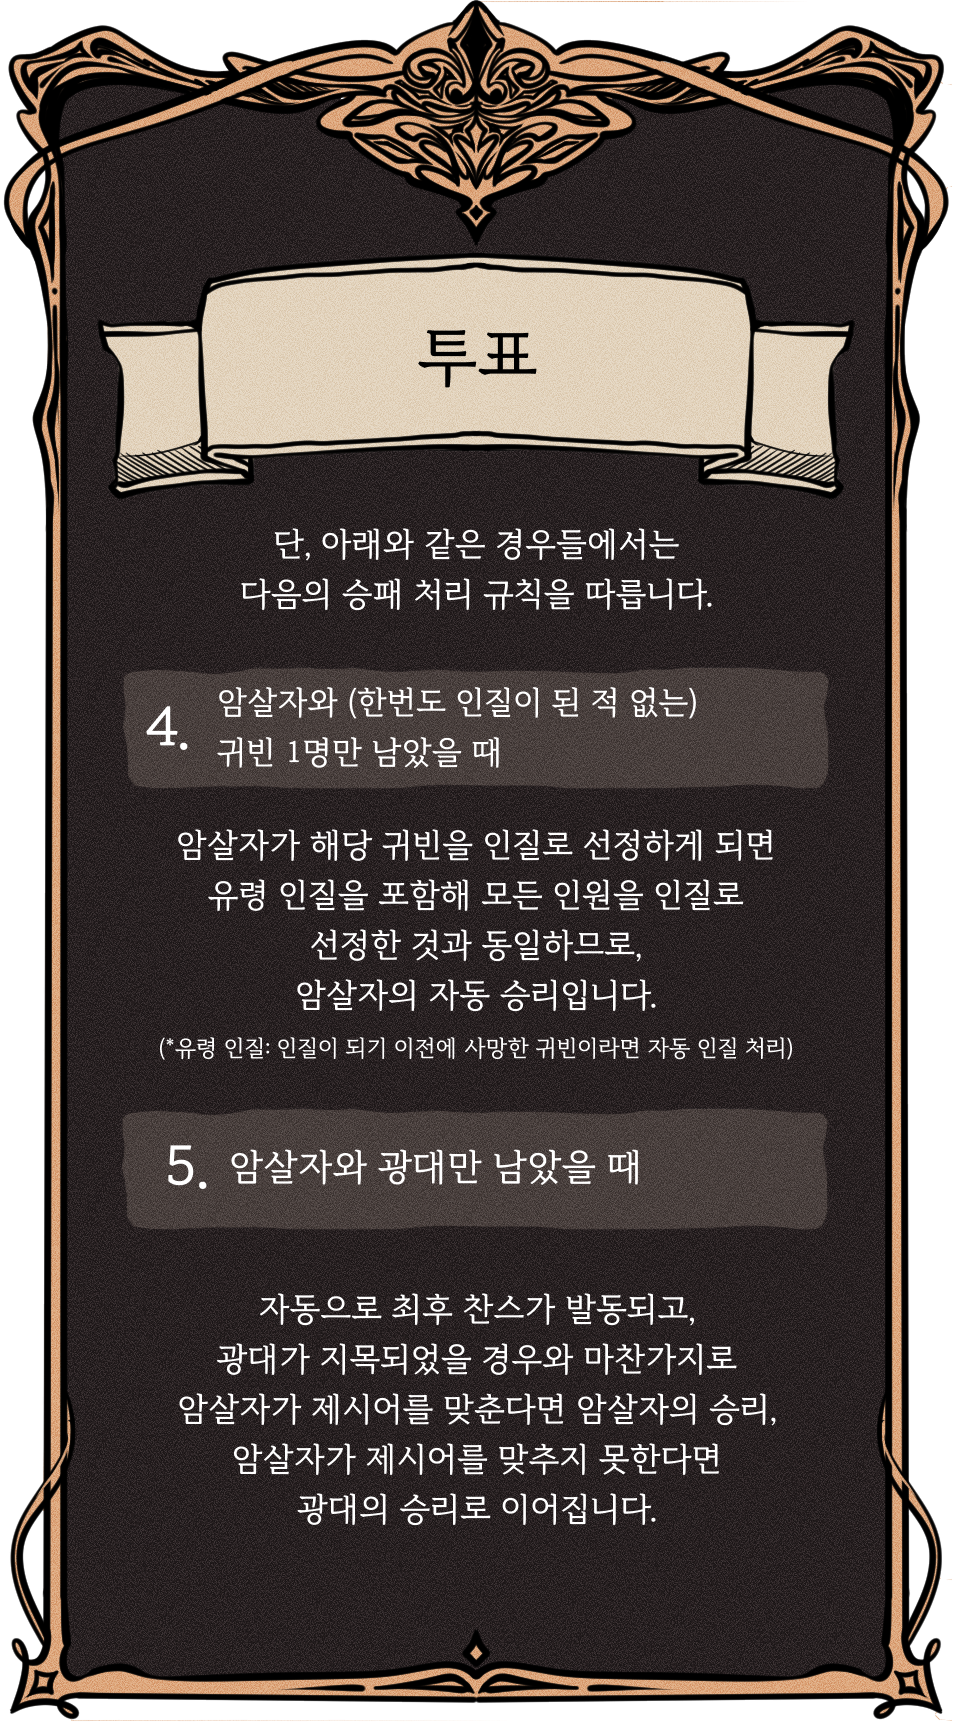 투표
단, 아래와 같은 경우들에서는
다음의 승패 처리 규칙을 따릅니다.
4. 암살자와 (한번도 인질이 된 적 없는)
귀빈 1명만 남았을 때
암살자가 해당 귀빈을 인질로 선정하게 되면
유령 인질을 포함해 모든 인원을 인질로
선정한 것과 동일하므로,
암살자의 자동 승리입니다.
(*유령 인질: 인질이 되기 이전에 사망한 귀빈이라면 자동 인질 처리)
5. 암살자와 광대만 남았을 때
자동으로 최후 찬스가 발동되고,
광대가 지목되었을 경우와 마찬가지로
암살자가 제시어를 맞춘다면 암살자의 승리,
암살자가 제시어를 맞추지 못한다면
광대의 승리로 이어집니다.